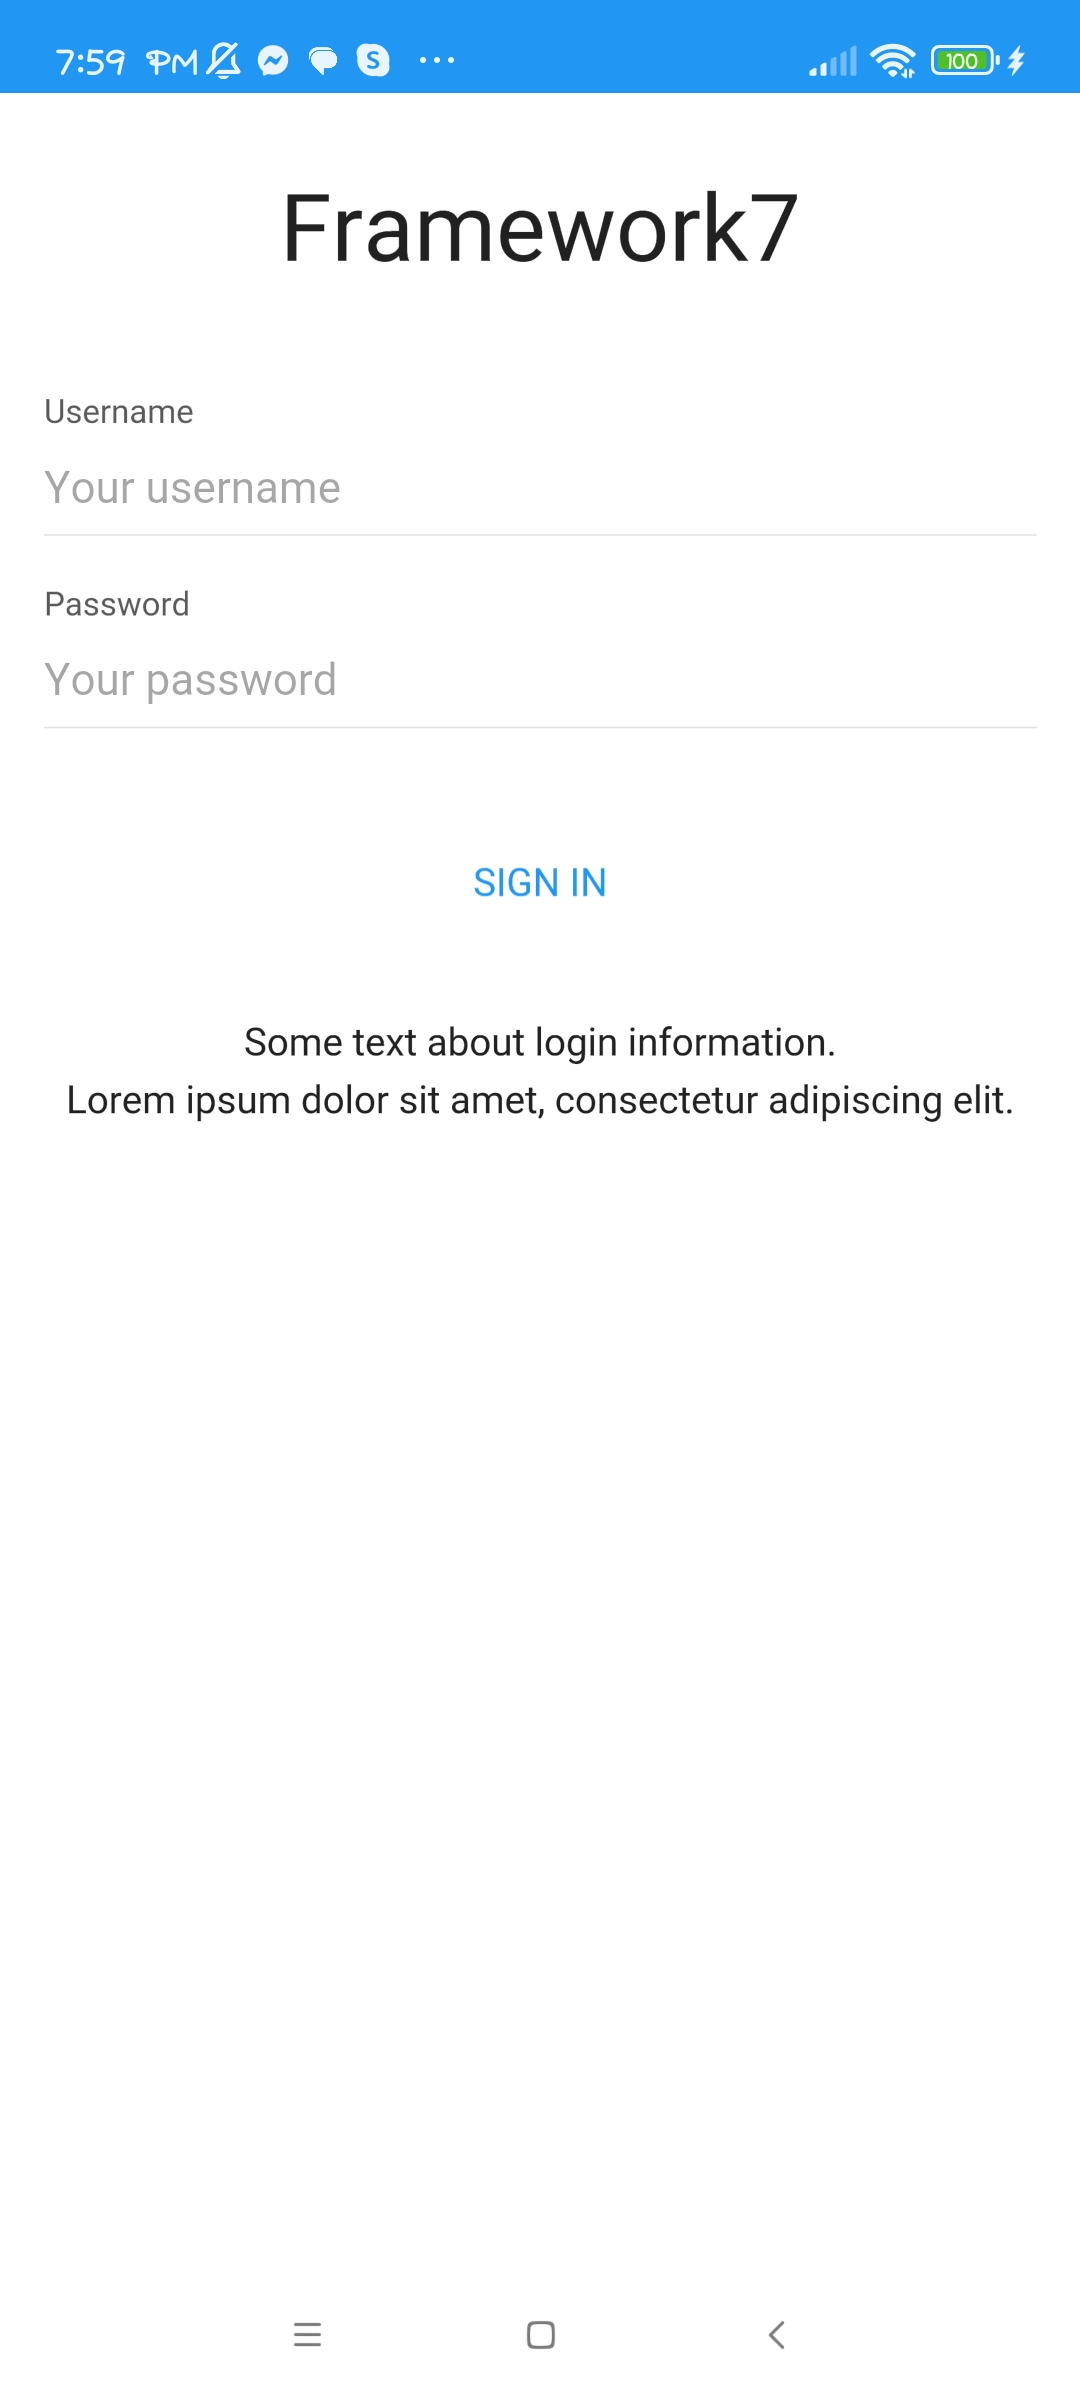 7:59 PM
100
Framework7
Username
Your username
Password
Your password
SIGN IN
Some text about login information.
Lorem ipsum dolor sit amet, consectetur adipiscing elit.